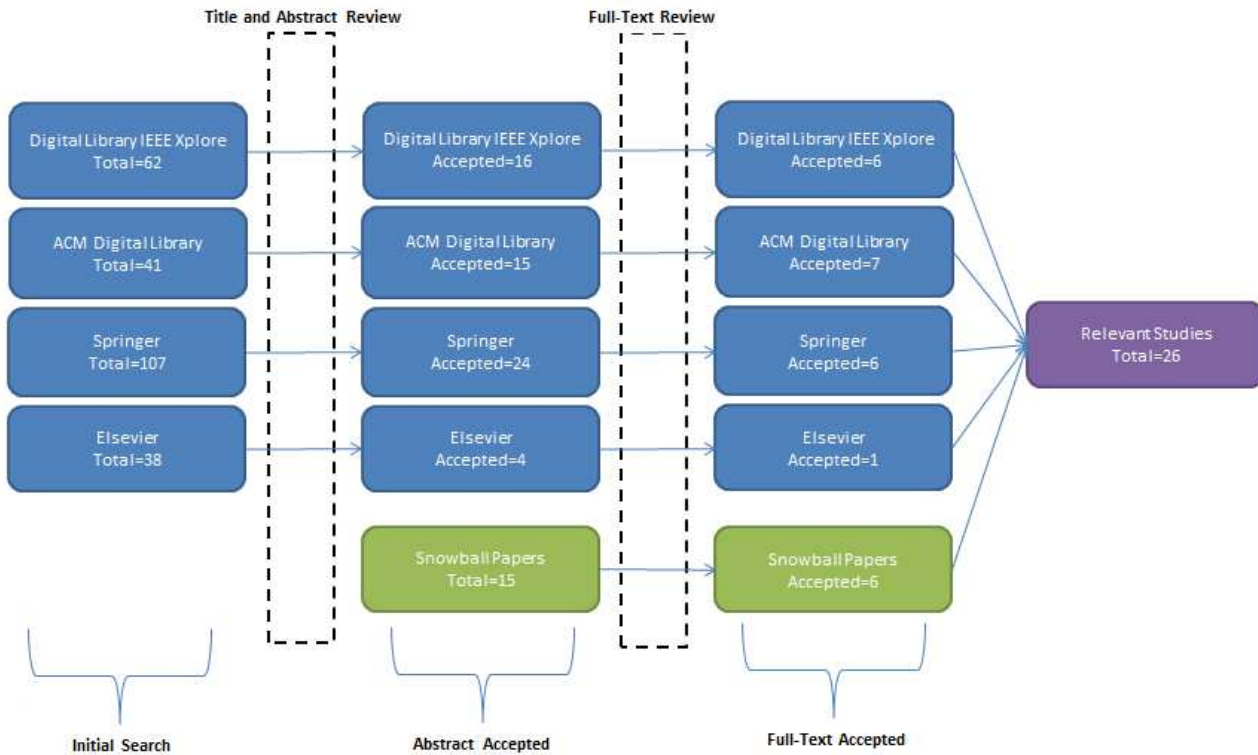 Title and Abstract Review
Full-Text Review
Digital Library IEEE Xplore
Total=62
Digital Library IEEE Xplore
Accepted=16
Digital Library IEEE Xplore
Accepted=6
ACM Digital Library
Total=41
ACM Digital Library
Accepted=15
ACM Digital Library
Accepted=7
Springer
Total=107
Springer
Accepted=24
Springer
Accepted=6
Relevant Studies
Total=26
Elsevier
Total=38
Elsevier
Accepted=4
Elsevier
Accepted=1
Snowball Papers
Total=15
Snowball Papers
Accepted=6
Initial Search
Abstract Accepted
Full-Text Accepted